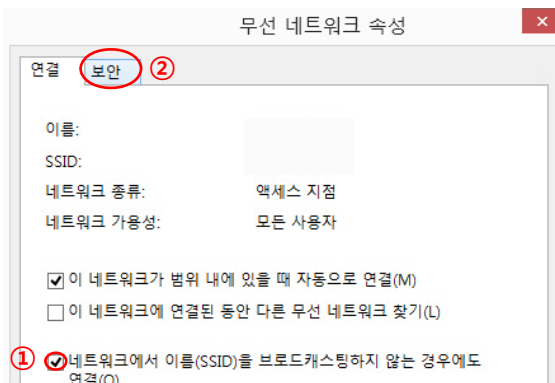 무선 네트워크 속성
연결 보안 ②
이름:
SSID:
네트워크 종류: 액세스 지점
네트워크 가용성: 모든 사용자
이 네트워크가 범위 내에 있을 때 자동으로 연결(M)
이 네트워크에 연결된 동안 다른 무선 네트워크 찾기(L)
① 네트워크에서 이름(SSID)을 브로드캐스팅하지 않는 경우에도
연결(O)